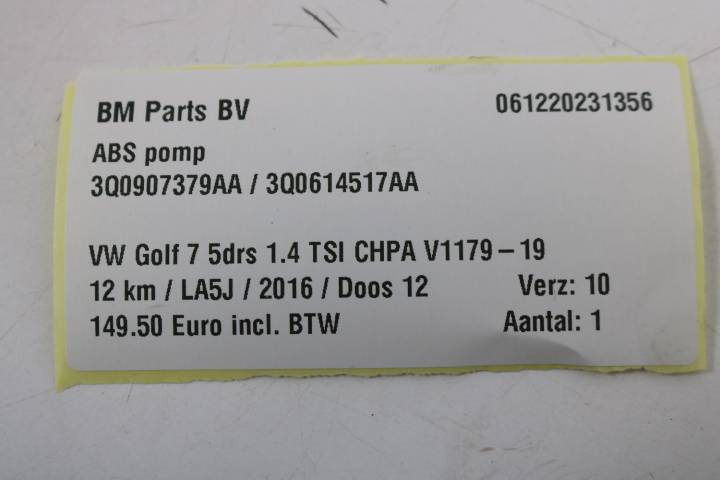 BM Parts BV 061220231356
ABS pomp
3Q0907379AA / 3Q0614517AA
VW Golf 7 5drs 1.4 TSI CHPA V1179 – 19
12 km / LA5J / 2016 / Doos 12 Verz: 10
149.50 Euro incl. BTW Aantal: 1